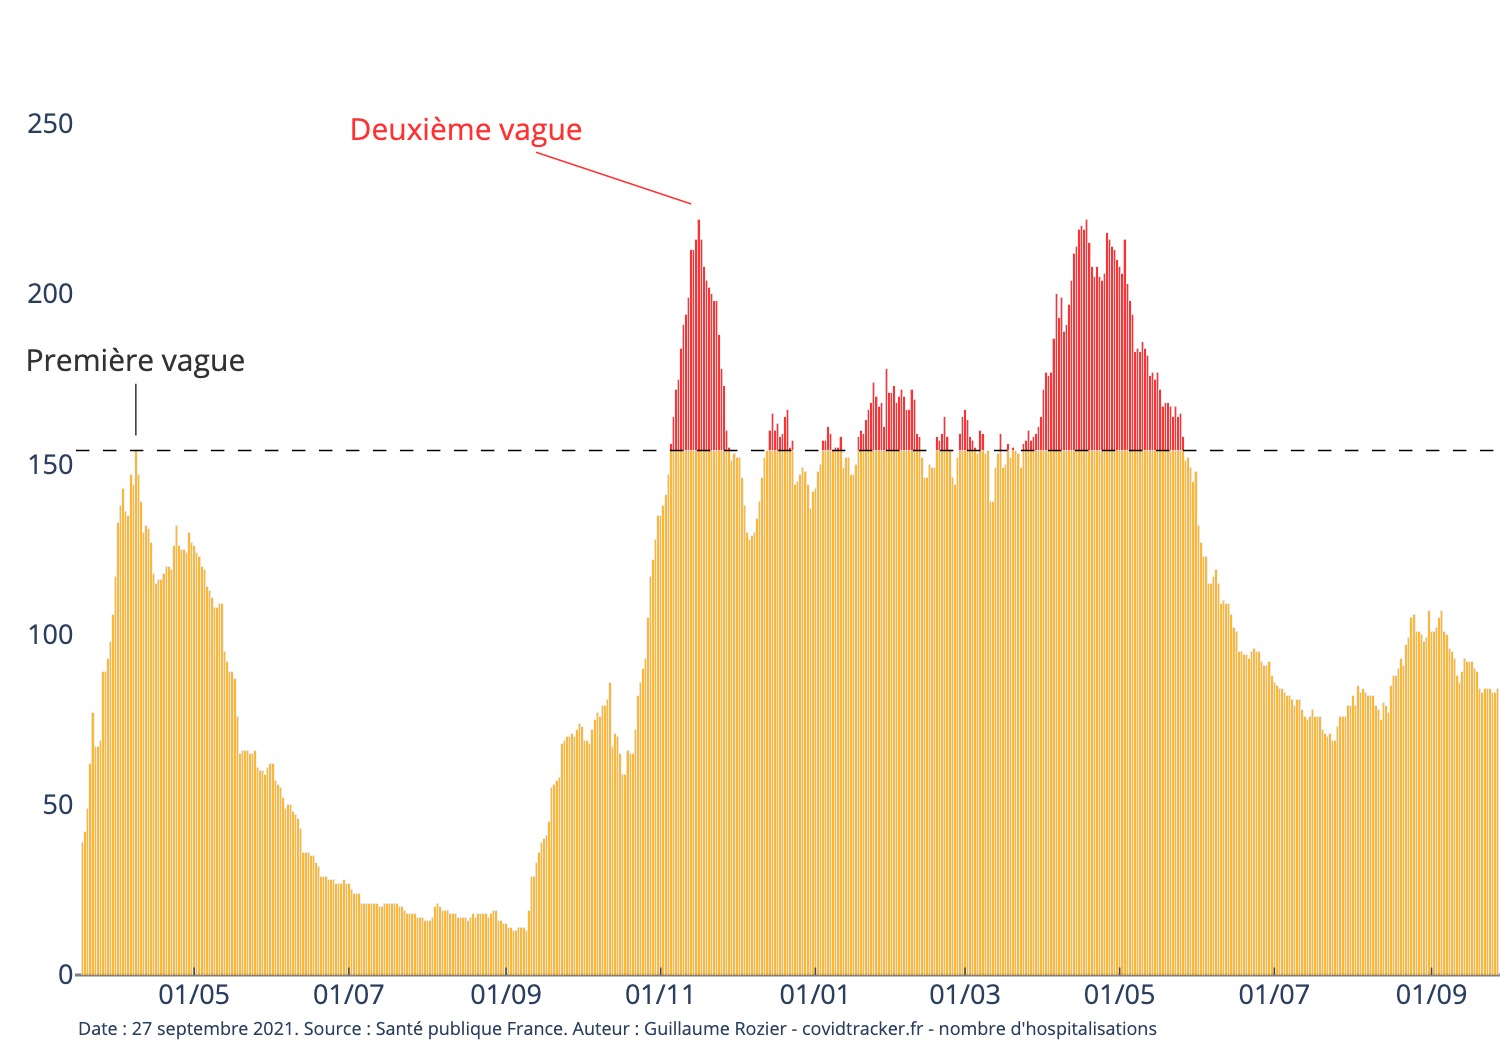 250
Deuxième vague
200
Première vague
150
100
50
0
01/05 01/07 01/09 01/11 01/01 01/03 01/05 01/07 01/09
Date : 27 septembre 2021. Source : Santé publique France. Auteur : Guillaume Rozier - covidtracker.fr - nombre d'hospitalisations